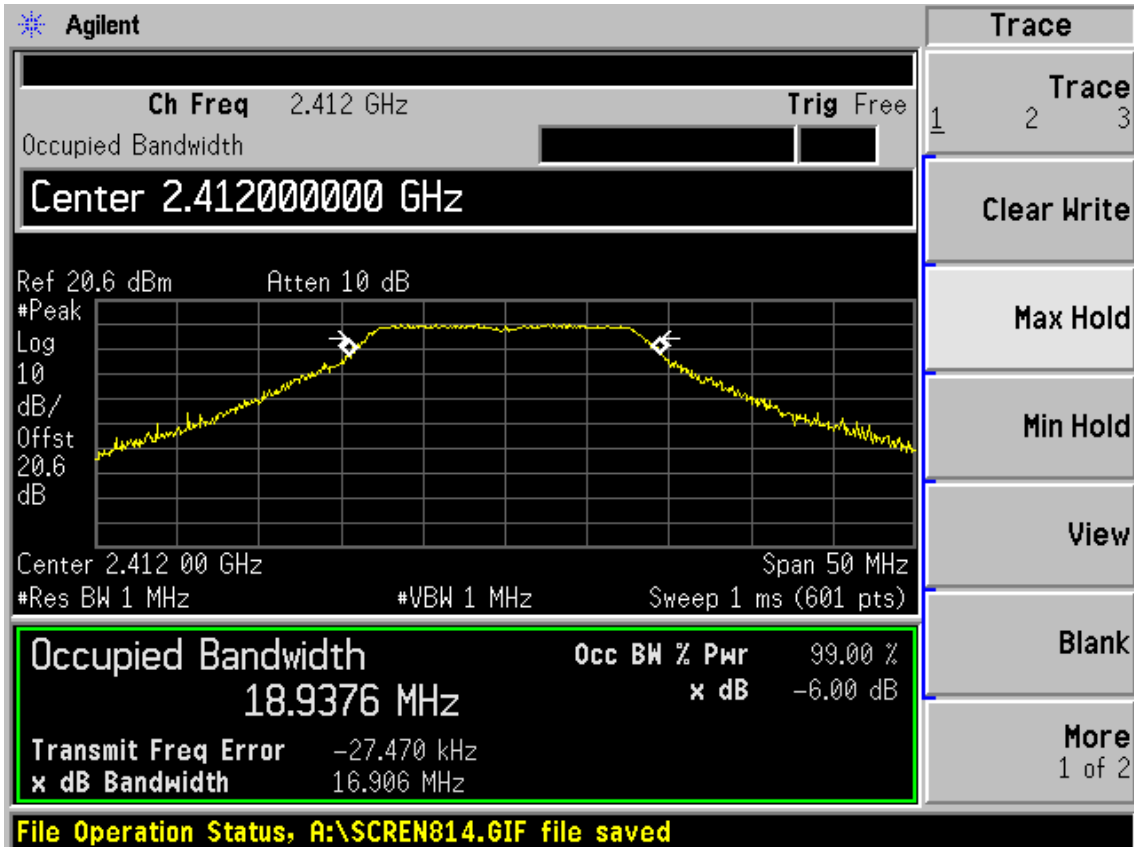 Agilent
Ch Freq 2.412 GHz Trig Free
Occupied Bandwidth
Center 2.412000000 GHz
Ref 20.6 dBm Atten 10 dB
#Peak
Log
10
dB/
Offst
20.6
dB
Center 2.412 00 GHz Span 50 MHz
#Res BW 1 MHz #VBW 1 MHz Sweep 1 ms (601 pts)
Occupied Bandwidth Occ BW % Pwr 99.00 %
18.9376 MHz x dB -6.00 dB
Transmit Freq Error -27.470 kHz
x dB Bandwidth 16.906 MHz
File Operation Status, A:\SCREN814.GIF file saved
Trace
Trace
1 2 3
Clear Write
Max Hold
Min Hold
View
Blank
More
1 of 2